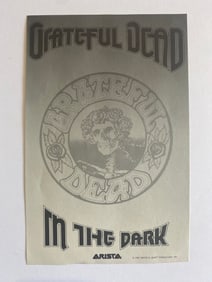 GRATEFUL DEAD
GRATEFUL
DEAD
IN THE DARK
ARISTA